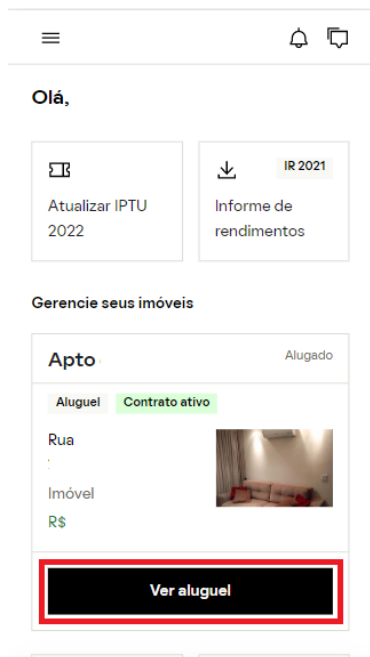 Olá,
Atualizar IPTU
2022
IR 2021
Informe de
rendimentos
Gerencie seus imóveis
Apto
Alugado
Aluguel Contrato ativo
Rua
Imóvel
R$
Ver aluguel